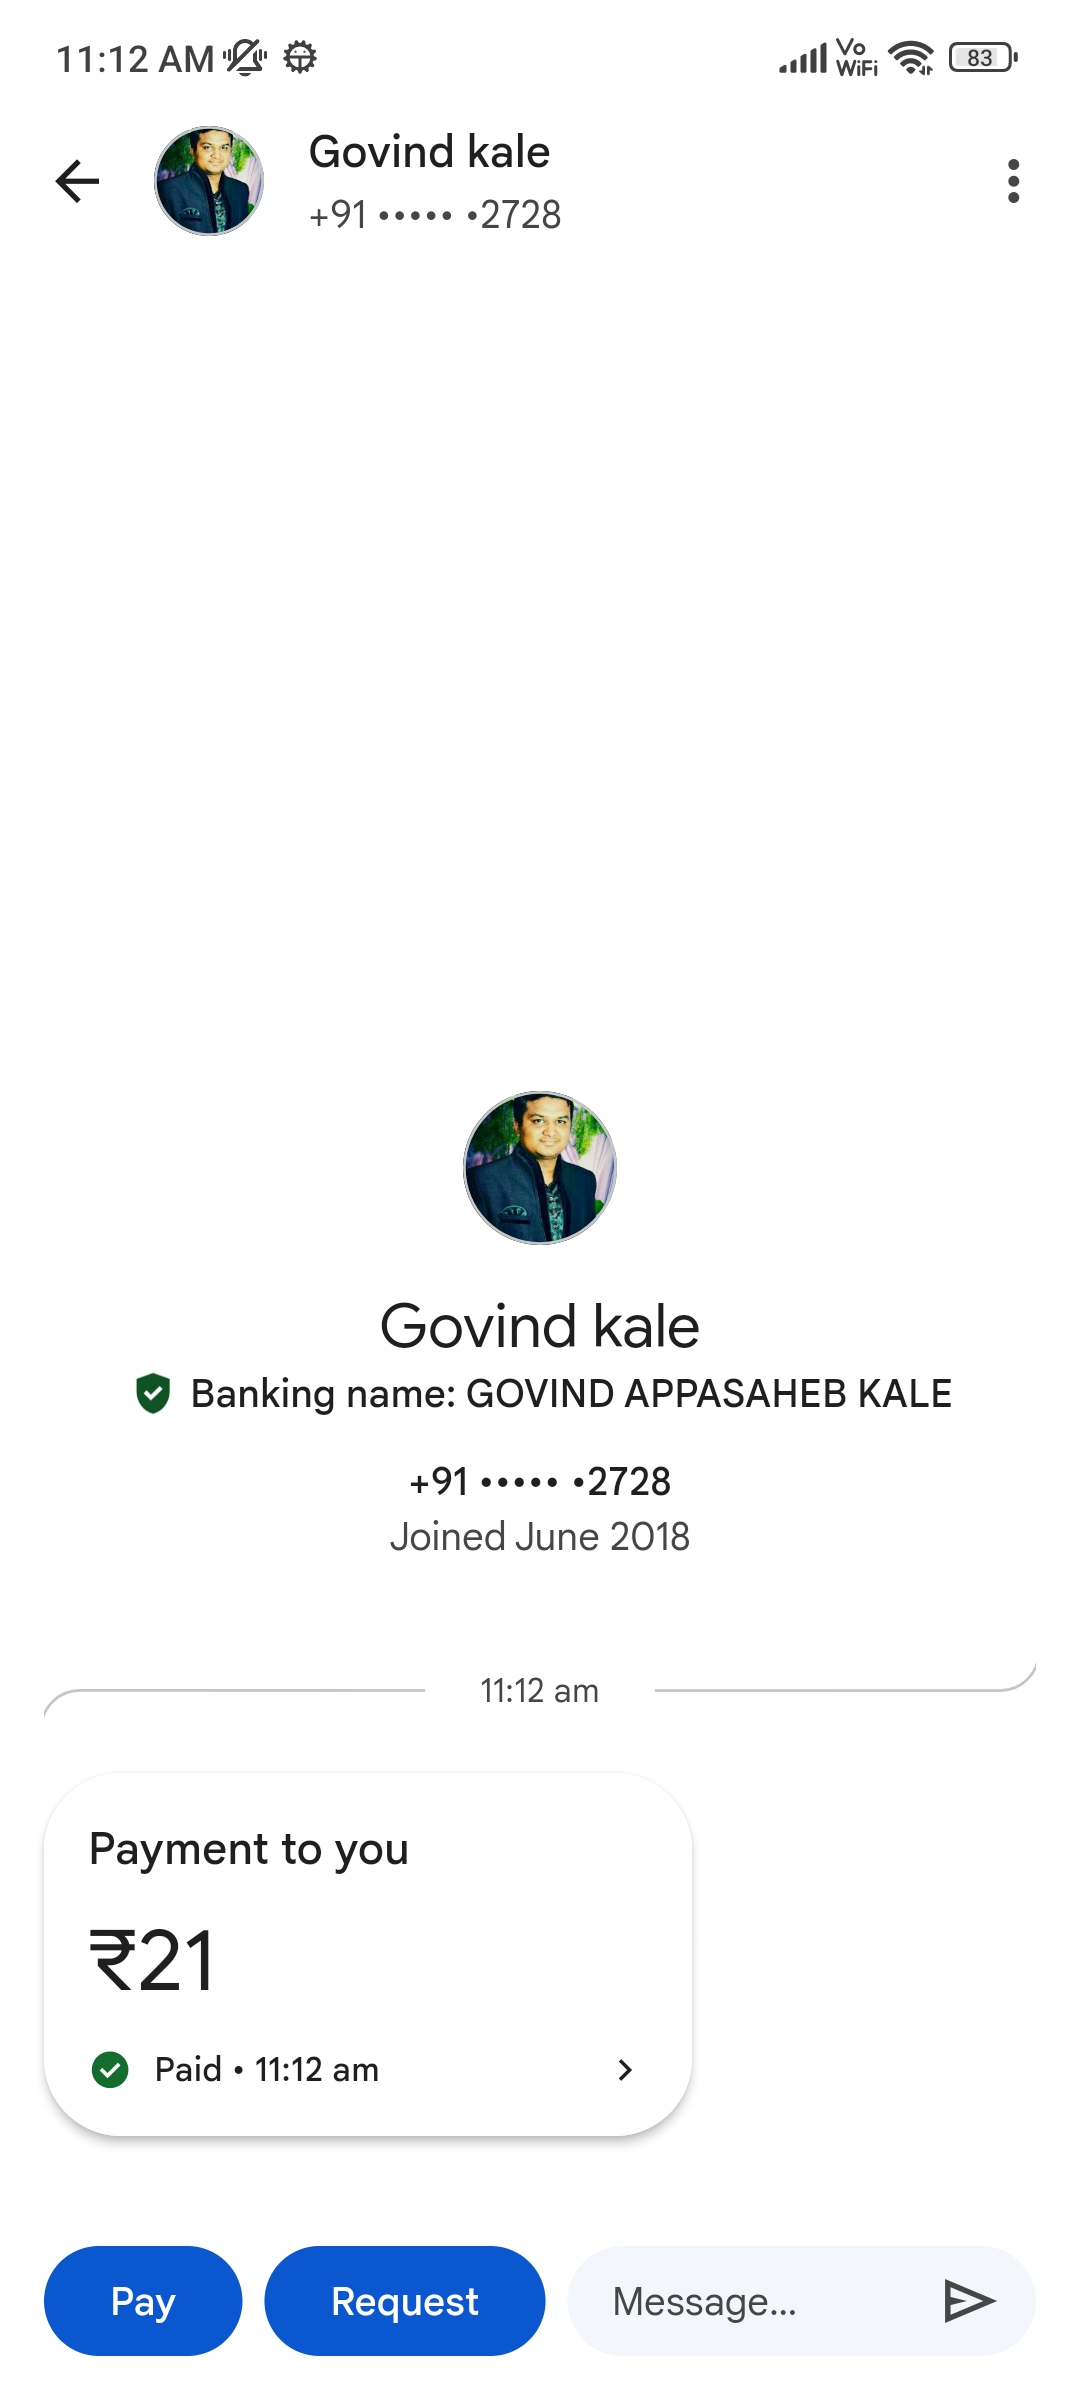 11:12 AM
Vo
WiFi
83
Govind kale
+91 ••••• •2728
Govind kale
Banking name: GOVIND APPASAHEB KALE
+91 ••••• •2728
Joined June 2018
11:12 am
Payment to you
₹21
Paid • 11:12 am
Pay
Request
Message...